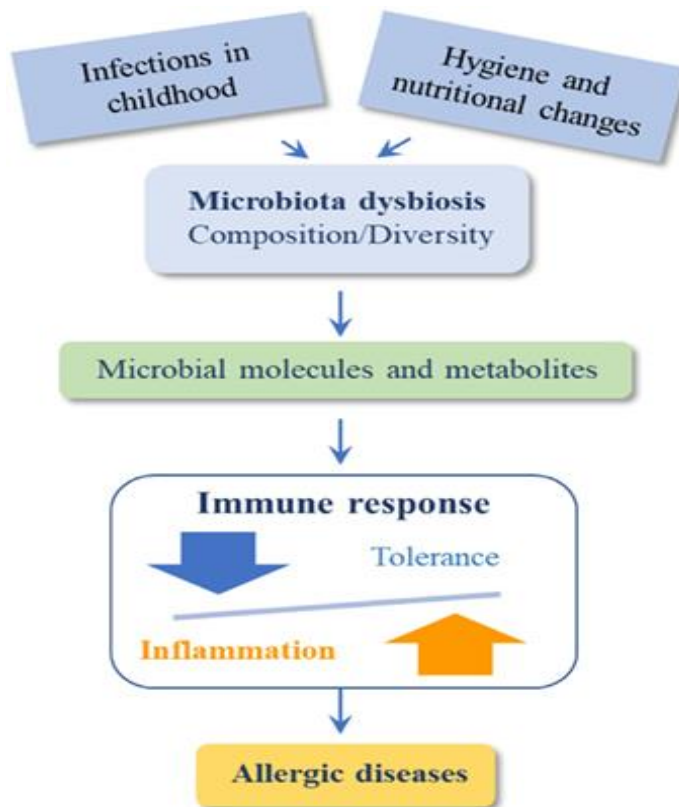 Infections in
childhood
Hygiene and
nutritional changes
Microbiota dysbiosis
Composition/Diversity
Microbial molecules and metabolites
Immune response
Tolerance
Inflammation
Allergic diseases